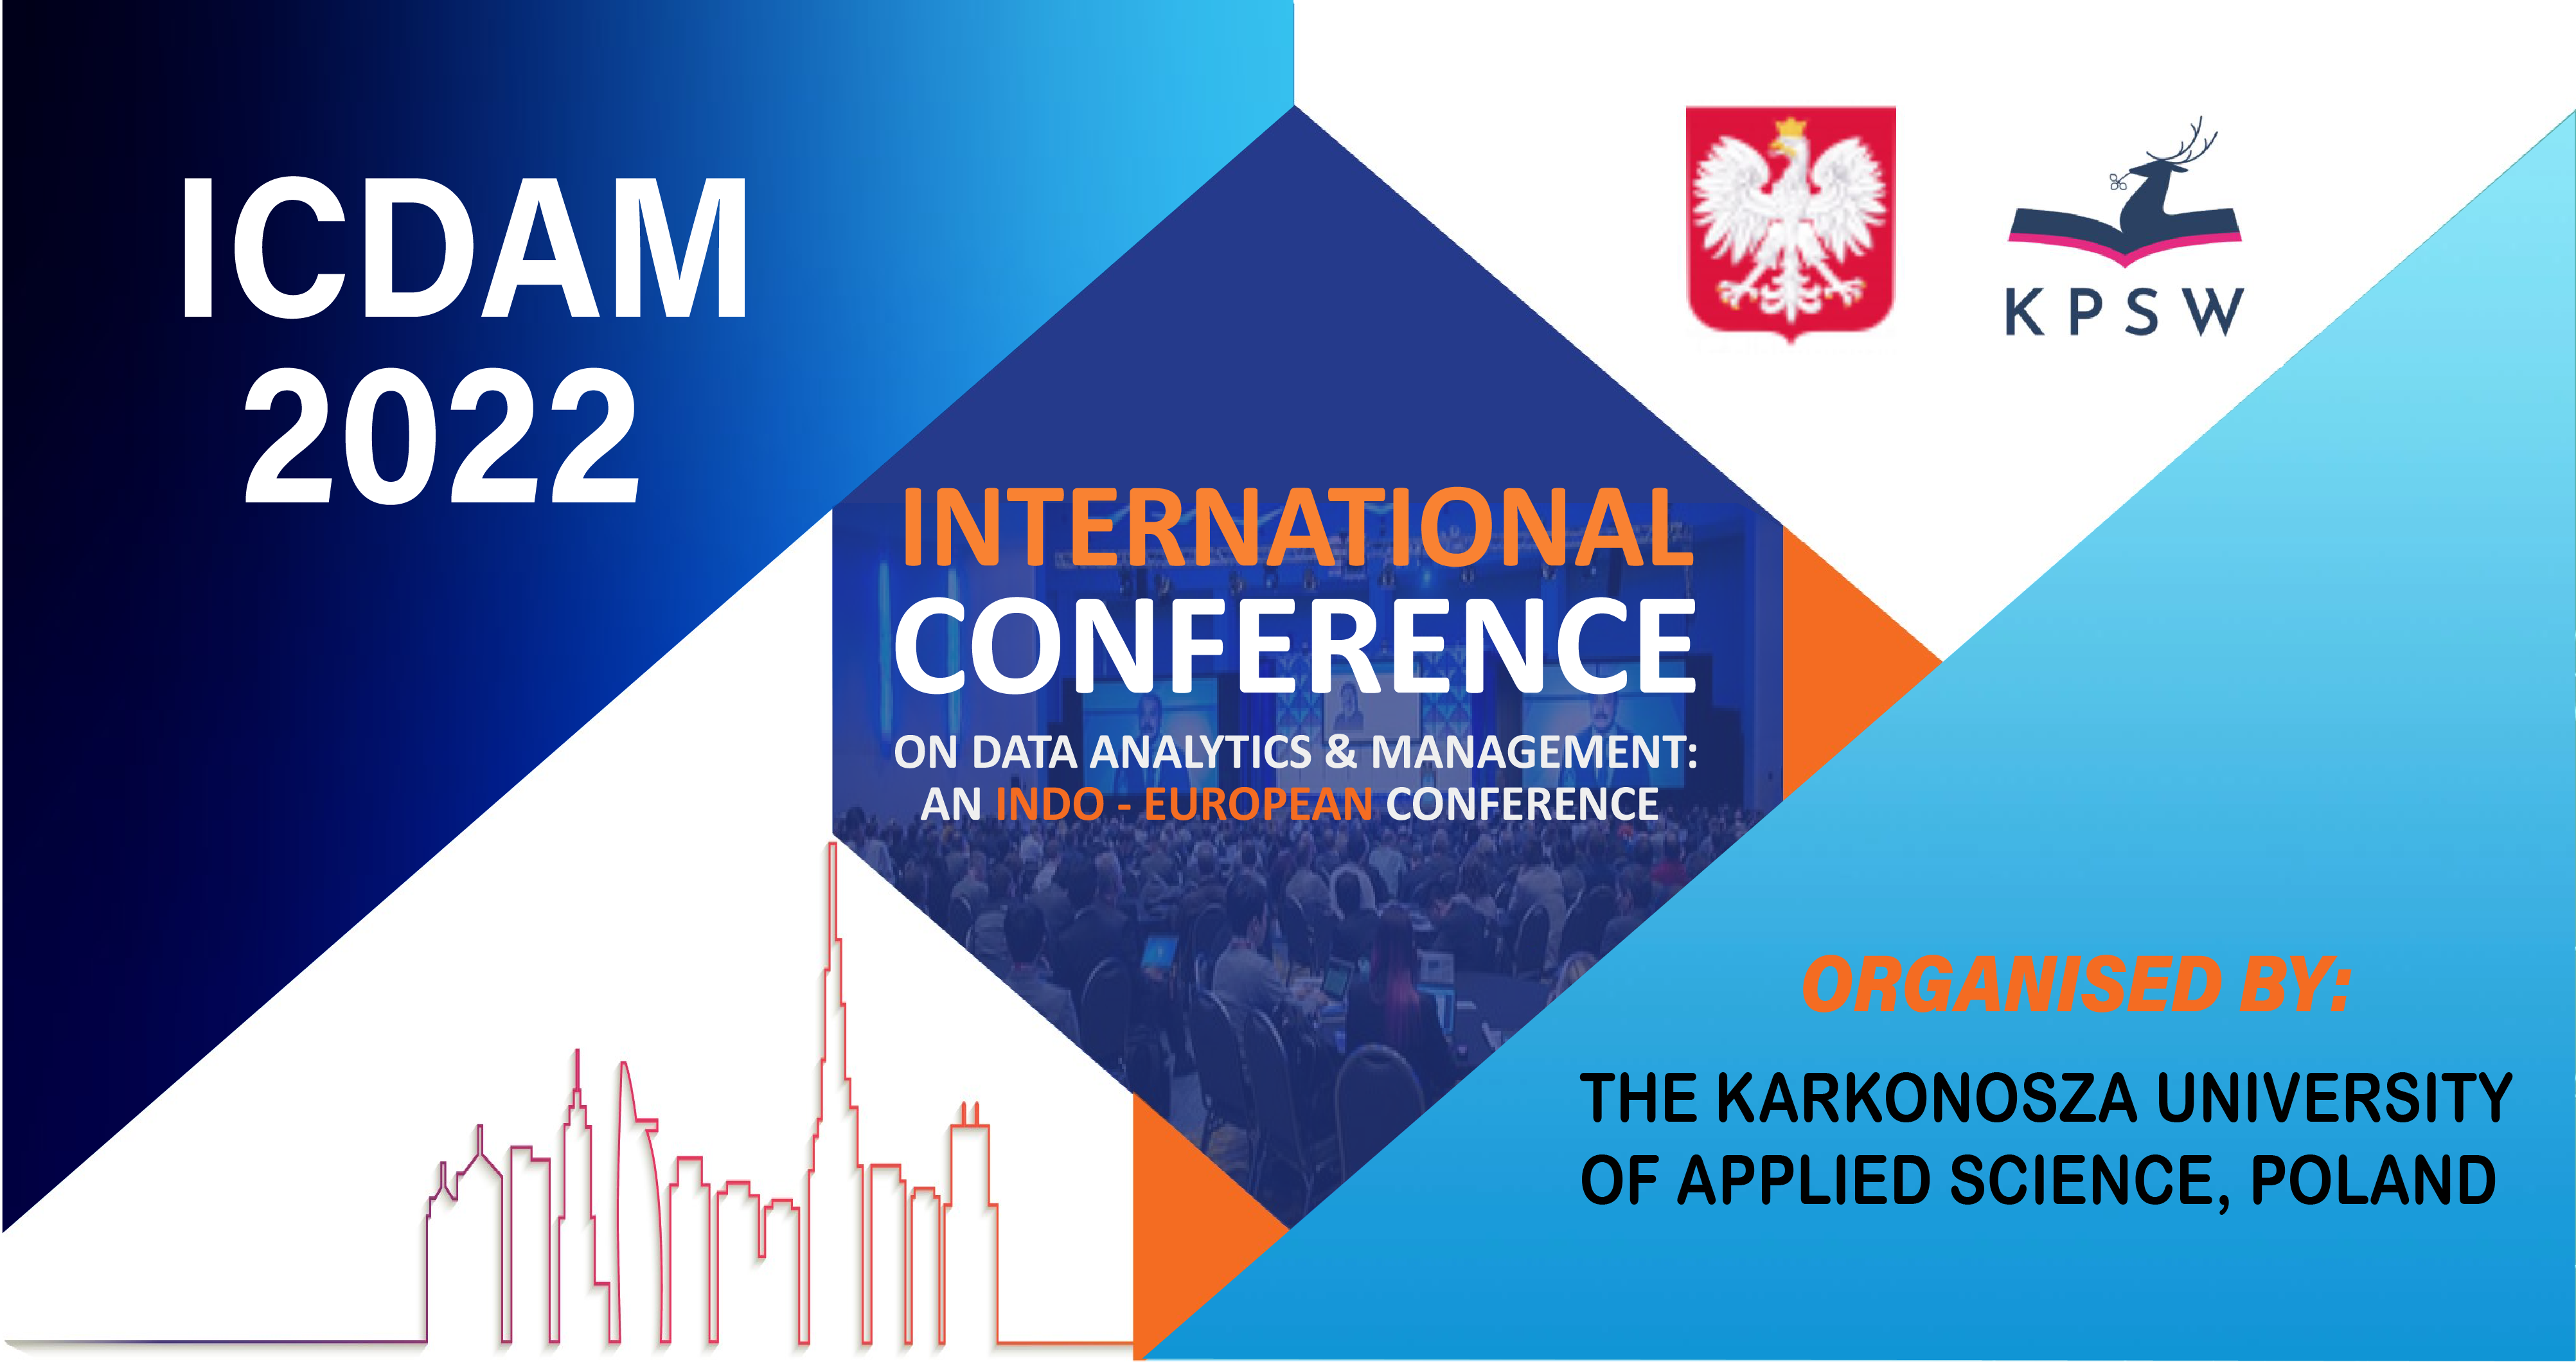 ICDAM
2022
KPSW
INTERNATIONAL
CONFERENCE
ON DATA ANALYTICS & MANAGEMENT:
AN INDO - EUROPEAN CONFERENCE
ORGANISED BY:
THE KARKONOSZA UNIVERSITY
OF APPLIED SCIENCE, POLAND